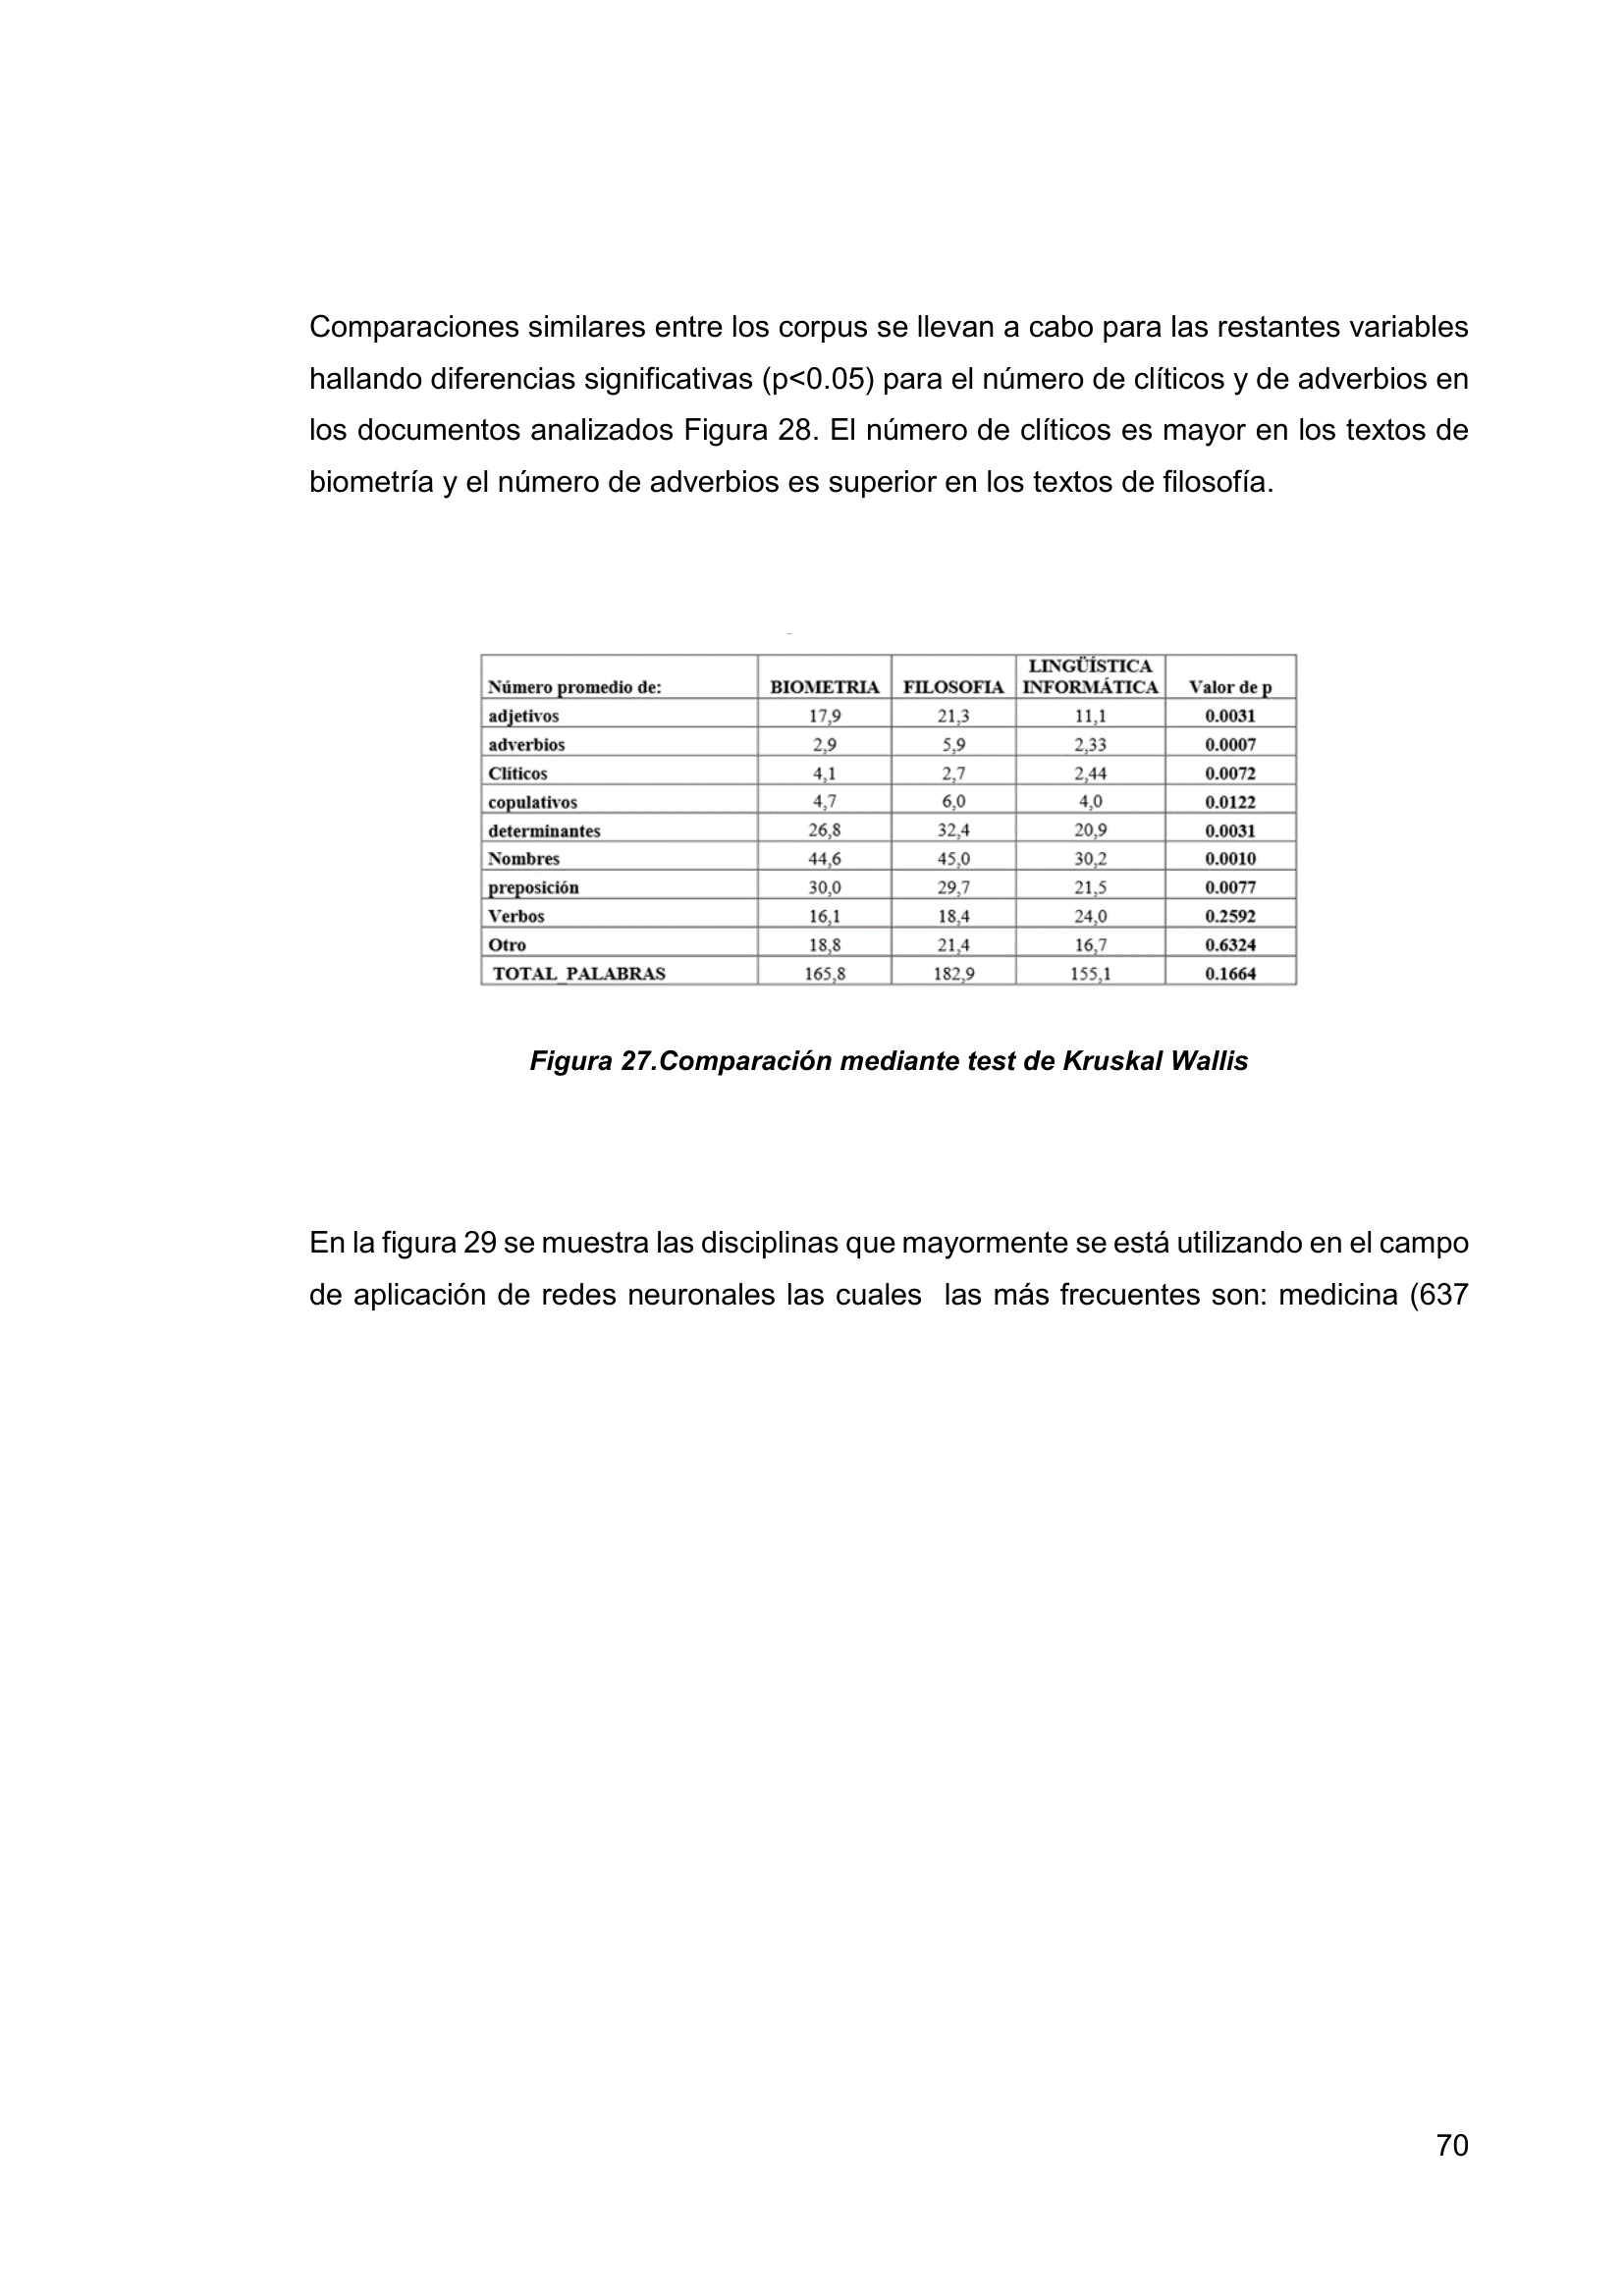 Comparaciones similares entre los corpus se llevan a cabo para las restantes variables
hallando diferencias significativas (p<0.05) para el número de clíticos y de adverbios en
los documentos analizados Figura 28. El número de clíticos es mayor en los textos de
biometría y el número de adverbios es superior en los textos de filosofía.
Número promedio de: BIOMETRIA FILOSOFIA LINGÜÍSTICA INFORMÁTICA Valor de p
adjetivos 17,9 21,3 11,1 0.0031
adverbios 2,9 5,9 2,33 0.0007
Clíticos 4,1 2,7 2,44 0.0072
copulativos 4,7 6,0 4,0 0.0122
determinantes 26,8 32,4 20,9 0.0031
Nombres 44,6 45,0 30,2 0.0010
preposición 30,0 29,7 21,5 0.0077
Verbos 16,1 18,4 24,0 0.2592
Otro 18,8 21,4 16,7 0.6324
TOTAL_PALABRAS 165,8 182,9 155,1 0.1664
Figura 27.Comparación mediante test de Kruskal Wallis
En la figura 29 se muestra las disciplinas que mayormente se está utilizando en el campo
de aplicación de redes neuronales las cuales  las más frecuentes son: medicina (637
70